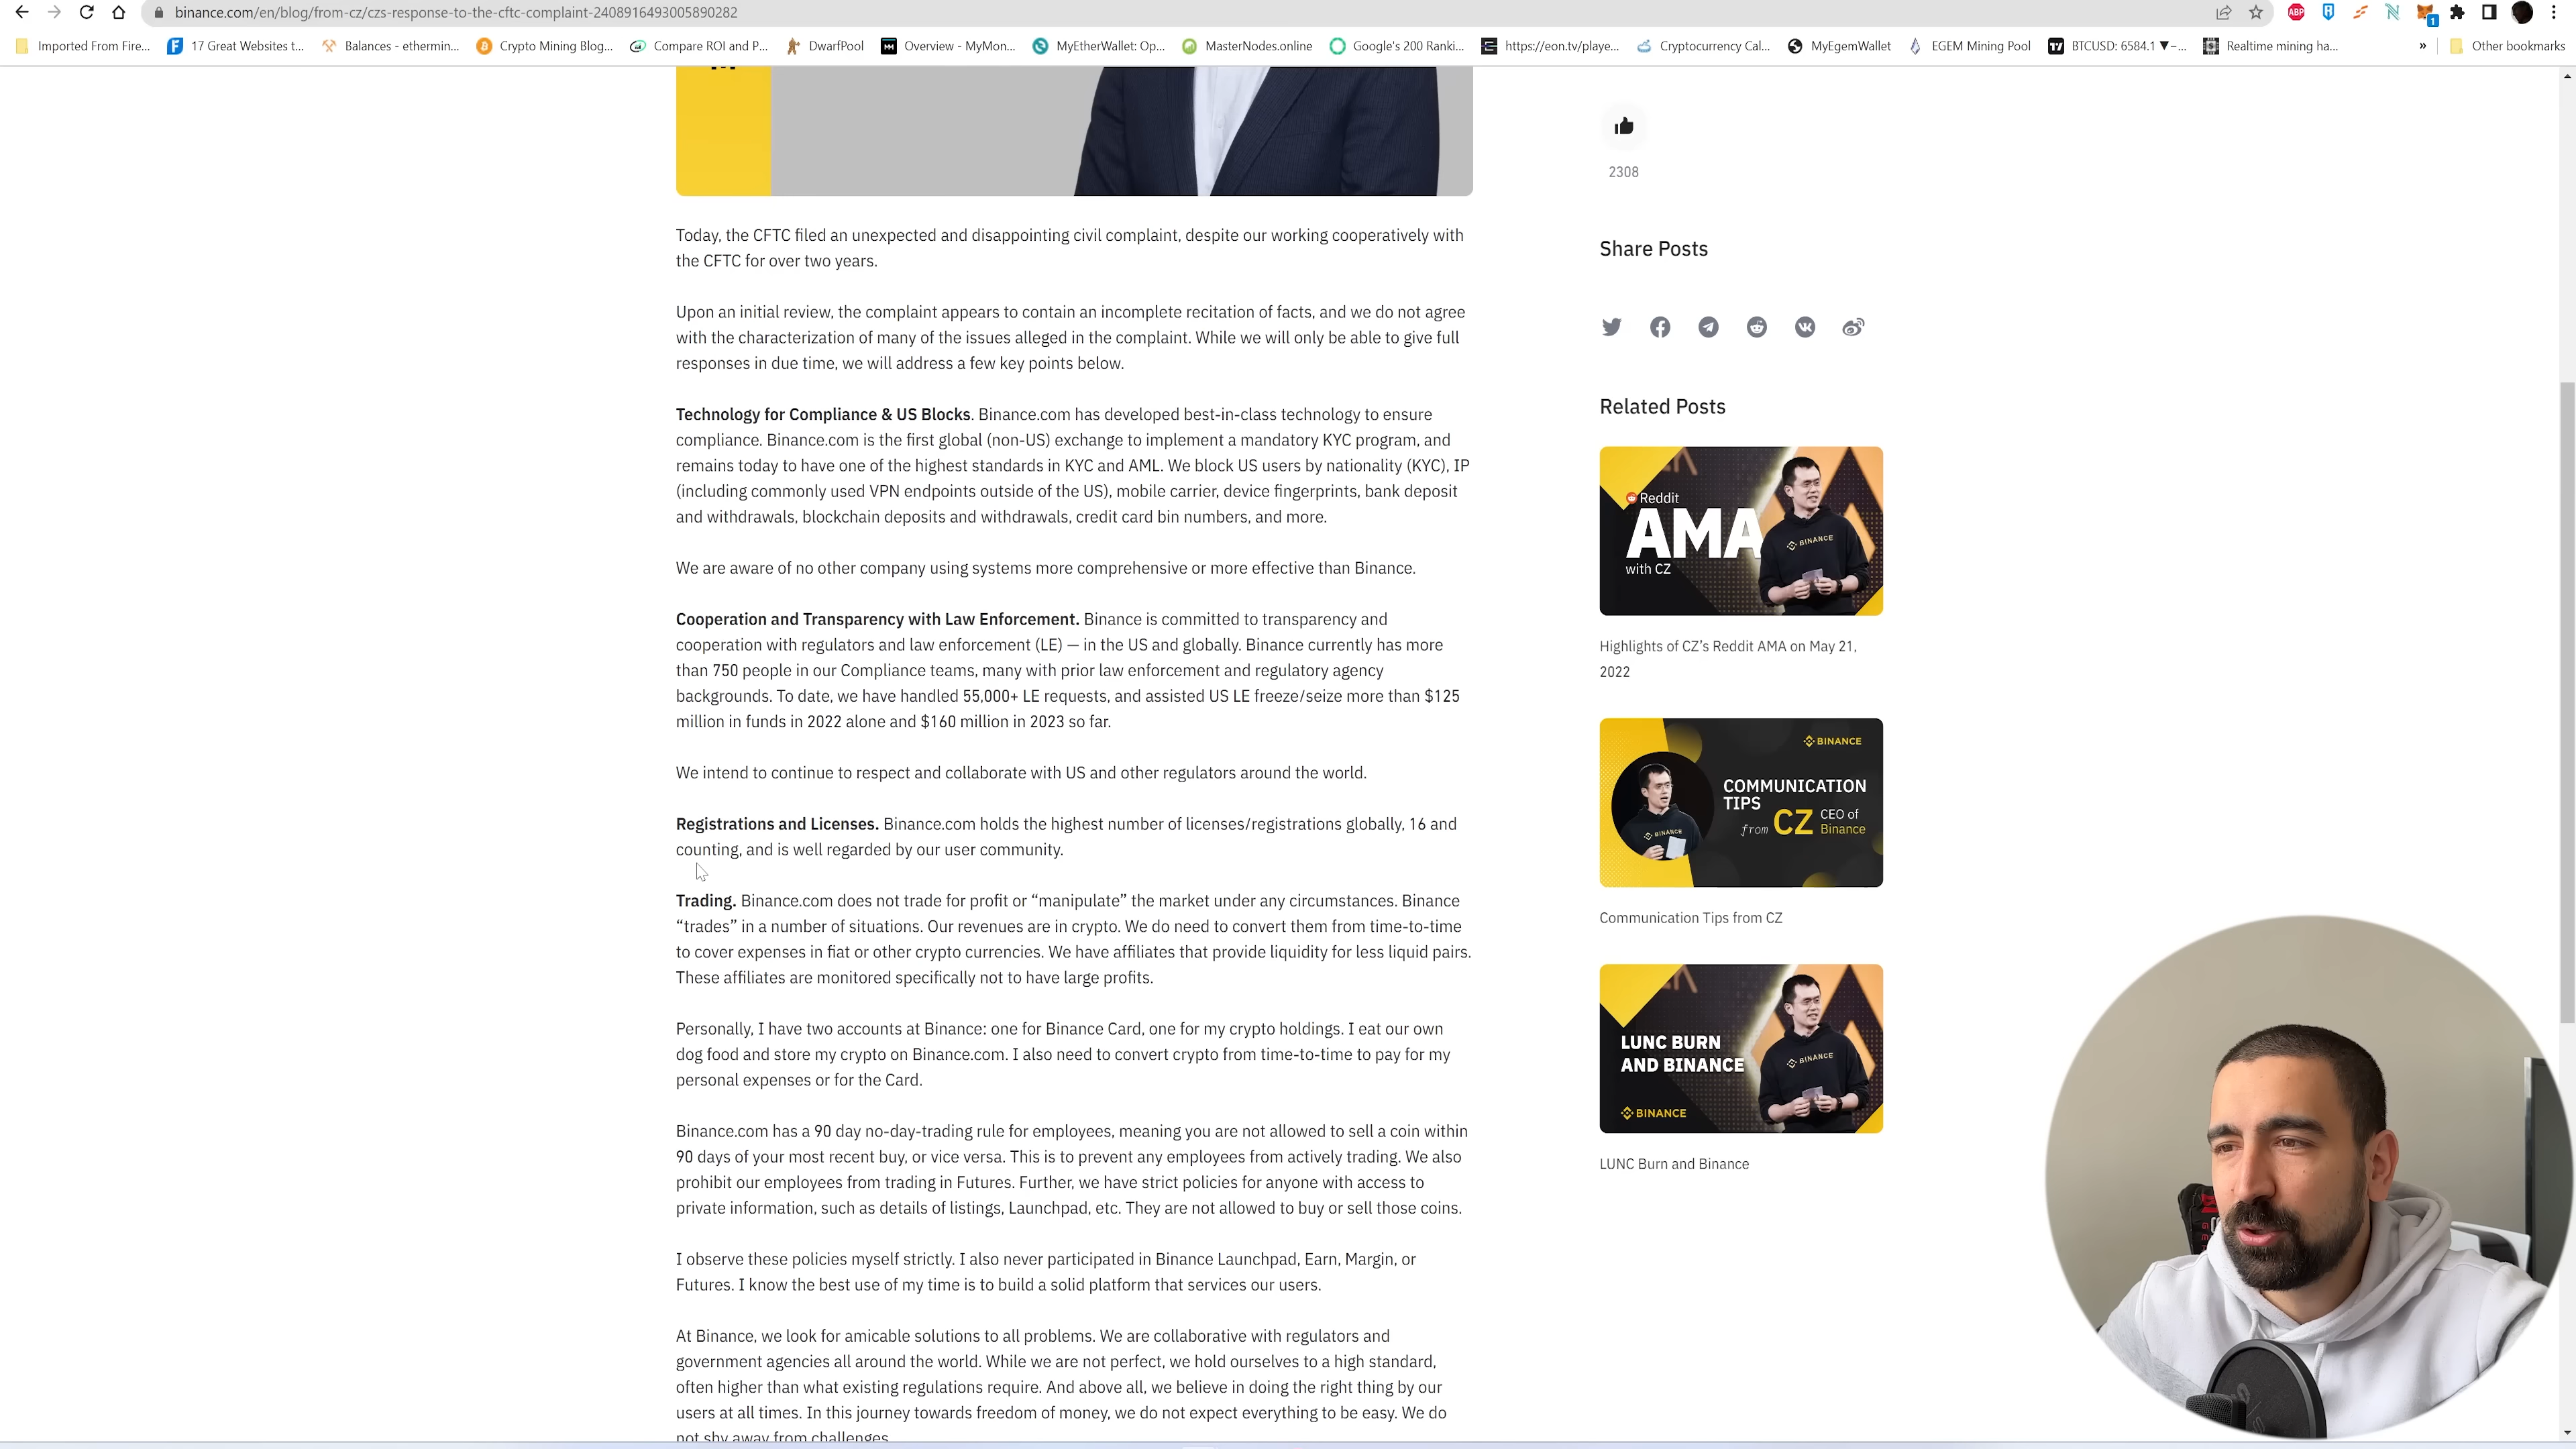 binance.com/en/blog/from-cz/czs-response-to-the-cftc-complaint-2408916493005890282
ABP
1
Imported From Fire...
17 Great Websites t...
Balances - ethermin...
Crypto Mining Blog...
Compare ROI and P...
DwarfPool
Overview - MyMon...
MyEtherWallet: Op...
MasterNodes.online
Google's 200 Ranki...
https://eon.tv/playe...
Cryptocurrency Cal...
MyEgemWallet
EGEM Mining Pool
BTCUSD: 6584.1 ▼−...
Realtime mining ha...
»
Other bookmarks
2308
Today, the CFTC filed an unexpected and disappointing civil complaint, despite our working cooperatively with
the CFTC for over two years.
Upon an initial review, the complaint appears to contain an incomplete recitation of facts, and we do not agree
with the characterization of many of the issues alleged in the complaint. While we will only be able to give full
responses in due time, we will address a few key points below.
Technology for Compliance & US Blocks. Binance.com has developed best-in-class technology to ensure
compliance. Binance.com is the first global (non-US) exchange to implement a mandatory KYC program, and
remains today to have one of the highest standards in KYC and AML. We block US users by nationality (KYC), IP
(including commonly used VPN endpoints outside of the US), mobile carrier, device fingerprints, bank deposit
and withdrawals, blockchain deposits and withdrawals, credit card bin numbers, and more.
We are aware of no other company using systems more comprehensive or more effective than Binance.
Cooperation and Transparency with Law Enforcement. Binance is committed to transparency and
cooperation with regulators and law enforcement (LE) — in the US and globally. Binance currently has more
than 750 people in our Compliance teams, many with prior law enforcement and regulatory agency
backgrounds. To date, we have handled 55,000+ LE requests, and assisted US LE freeze/seize more than $125
million in funds in 2022 alone and $160 million in 2023 so far.
We intend to continue to respect and collaborate with US and other regulators around the world.
Registrations and Licenses. Binance.com holds the highest number of licenses/registrations globally, 16 and
counting, and is well regarded by our user community.
Trading. Binance.com does not trade for profit or “manipulate” the market under any circumstances. Binance
“trades” in a number of situations. Our revenues are in crypto. We do need to convert them from time-to-time
to cover expenses in fiat or other crypto currencies. We have affiliates that provide liquidity for less liquid pairs.
These affiliates are monitored specifically not to have large profits.
Personally, I have two accounts at Binance: one for Binance Card, one for my crypto holdings. I eat our own
dog food and store my crypto on Binance.com. I also need to convert crypto from time-to-time to pay for my
personal expenses or for the Card.
Binance.com has a 90 day no-day-trading rule for employees, meaning you are not allowed to sell a coin within
90 days of your most recent buy, or vice versa. This is to prevent any employees from actively trading. We also
prohibit our employees from trading in Futures. Further, we have strict policies for anyone with access to
private information, such as details of listings, Launchpad, etc. They are not allowed to buy or sell those coins.
I observe these policies myself strictly. I also never participated in Binance Launchpad, Earn, Margin, or
Futures. I know the best use of my time is to build a solid platform that services our users.
At Binance, we look for amicable solutions to all problems. We are collaborative with regulators and
government agencies all around the world. While we are not perfect, we hold ourselves to a high standard,
often higher than what existing regulations require. And above all, we believe in doing the right thing by our
users at all times. In this journey towards freedom of money, we do not expect everything to be easy. We do
not shy away from challenges.
Share Posts
Related Posts
Reddit
AMA
with CZ
BINANCE
Highlights of CZ’s Reddit AMA on May 21,
2022
BINANCE
COMMUNICATION
TIPS
from CZ CEO of
Binance
BINANCE
Communication Tips from CZ
LUNC BURN
AND BINANCE
BINANCE
BINANCE
LUNC Burn and Binance